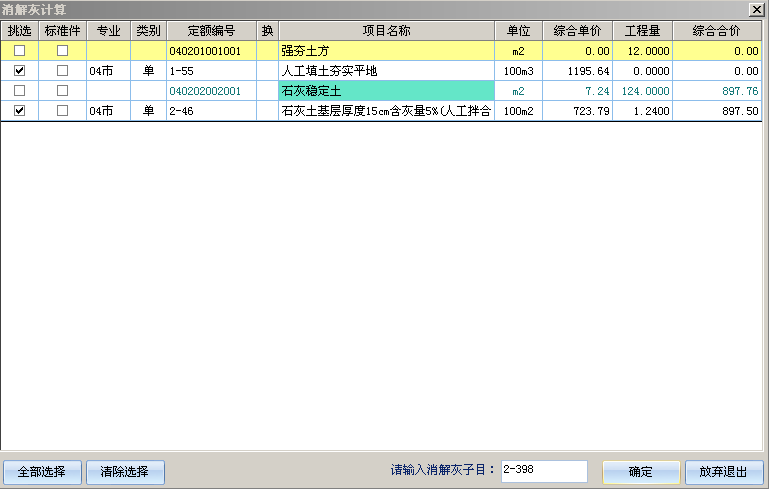 消解灰计算
挑选 标准件 专业 类别 定额编号 换 项目名称 单位 综合单价 工程量 综合合价
040201001001 强夯土方 m2 0.00 12.0000 0.00
04市 单 1-55 人工填土夯实平地 100m3 1195.64 0.0000 0.00
040202002001 石灰稳定土 m2 7.24 124.0000 897.76
04市 单 2-46 石灰土基层厚度15cm含灰量5%(人工拌合 100m2 723.79 1.2400 897.50
全部选择 清除选择 请输入消解灰子目： 2-398 确定 放弃退出